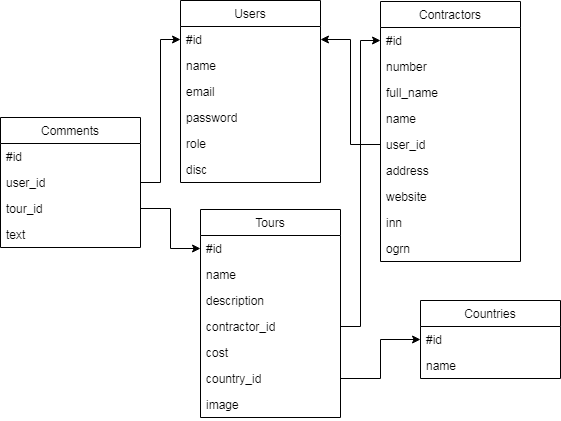 Users
#id
name
email
password
role
disc
Contractors
#id
number
full_name
name
user_id
address
website
inn
ogrn
Comments
#id
user_id
tour_id
text
Tours
#id
name
description
contractor_id
cost
country_id
image
Countries
#id
name